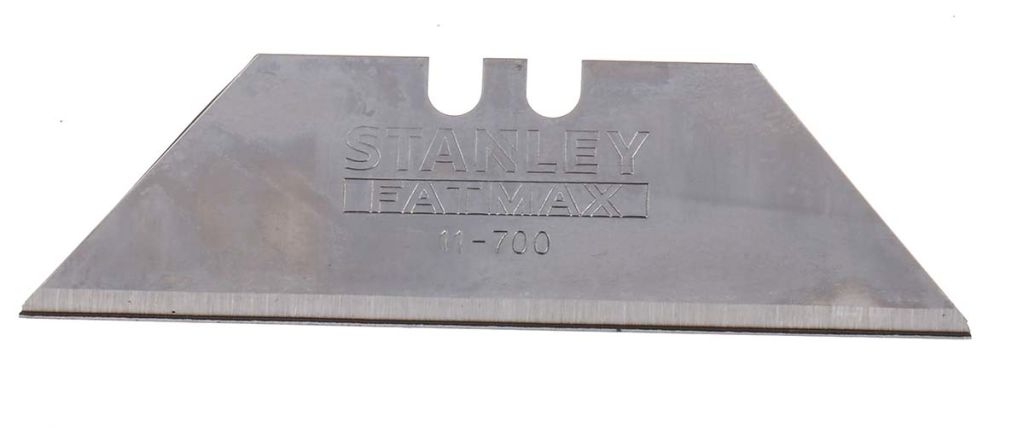 STANLEY
FATMAX
11-700